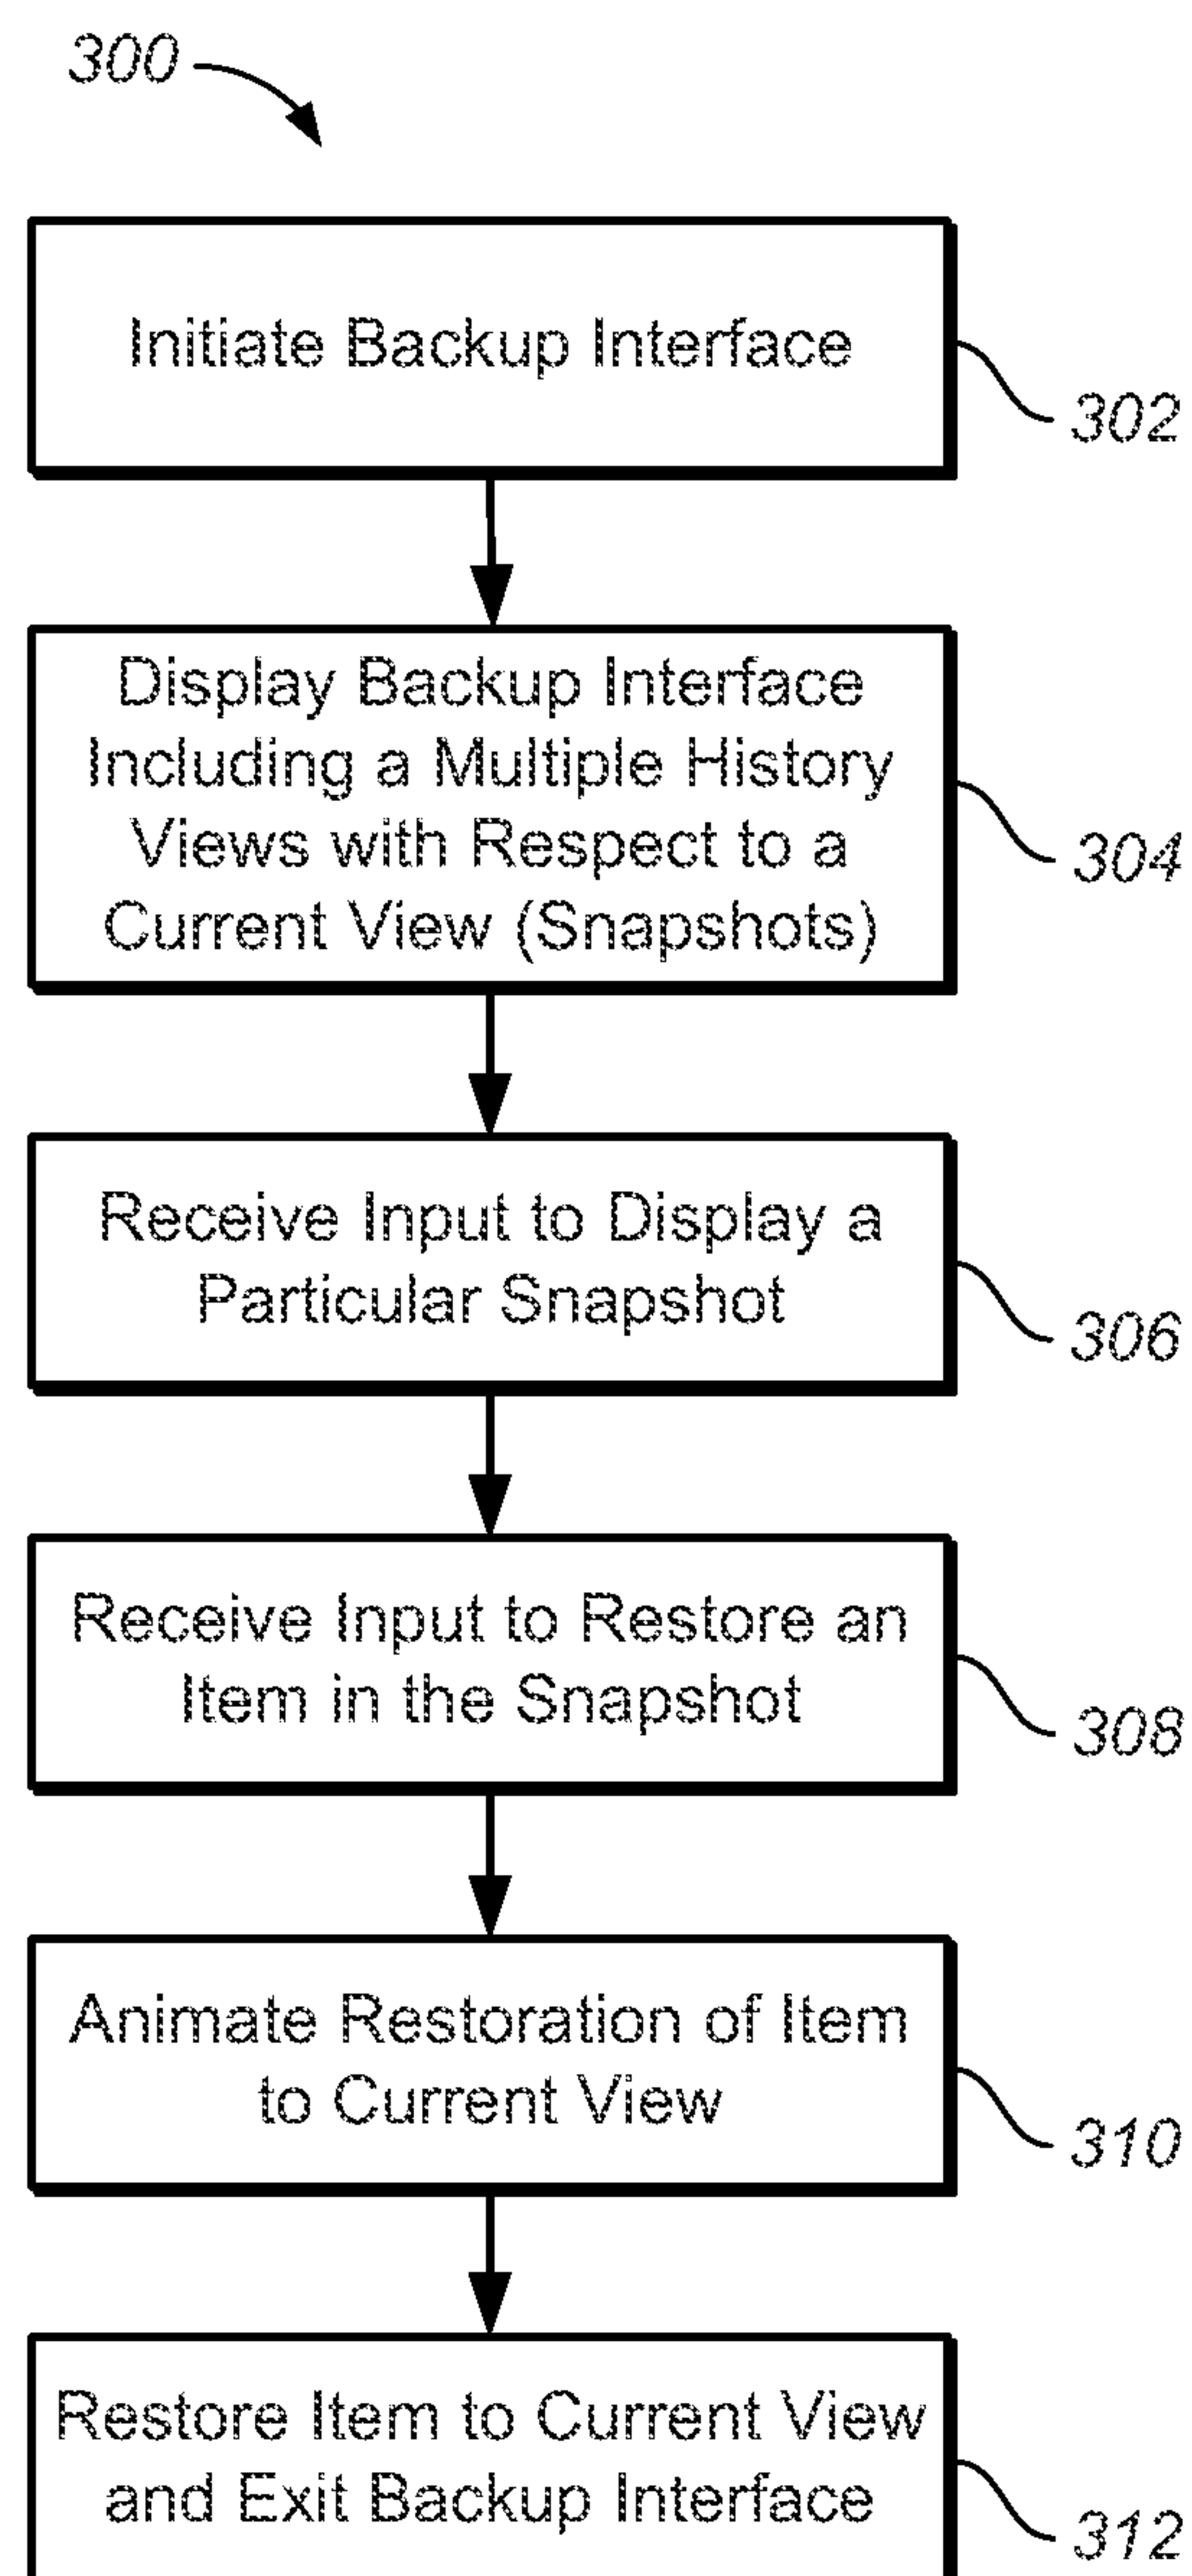 300
Initiate Backup Interface
302
Display Backup Interface
Including a Multiple History
Views with Respect to a
Current View (Snapshots)
304
Receive Input to Display a
Particular Snapshot
306
Receive Input to Restore an
Item in the Snapshot
308
Animate Restoration of Item
to Current View
310
Restore Item to Current View
and Exit Backup Interface
312